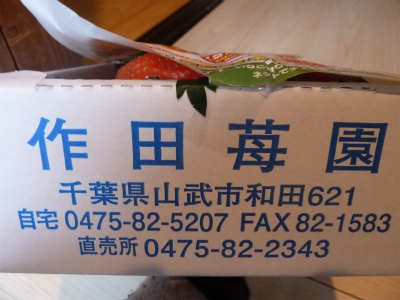 作田苺園
千葉県山武市和田621
自宅 0475-82-5207 FAX 82-1583
直売所 0475-82-2343